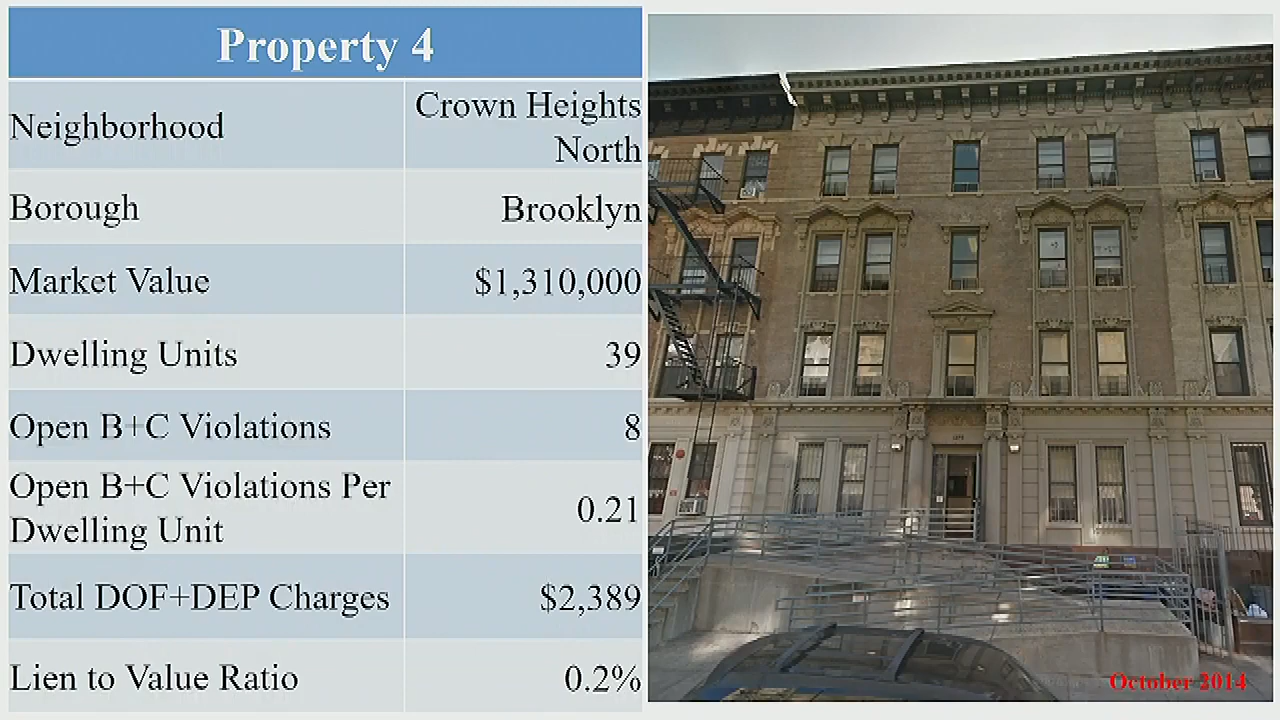 Property 4
Neighborhood
Crown Heights
North
Borough
Brooklyn
Market Value
$1,310,000
Dwelling Units
39
Open B+C Violations
8
Open B+C Violations Per
Dwelling Unit
0.21
Total DOF+DEP Charges
$2,389
Lien to Value Ratio
0.2%
October 2014